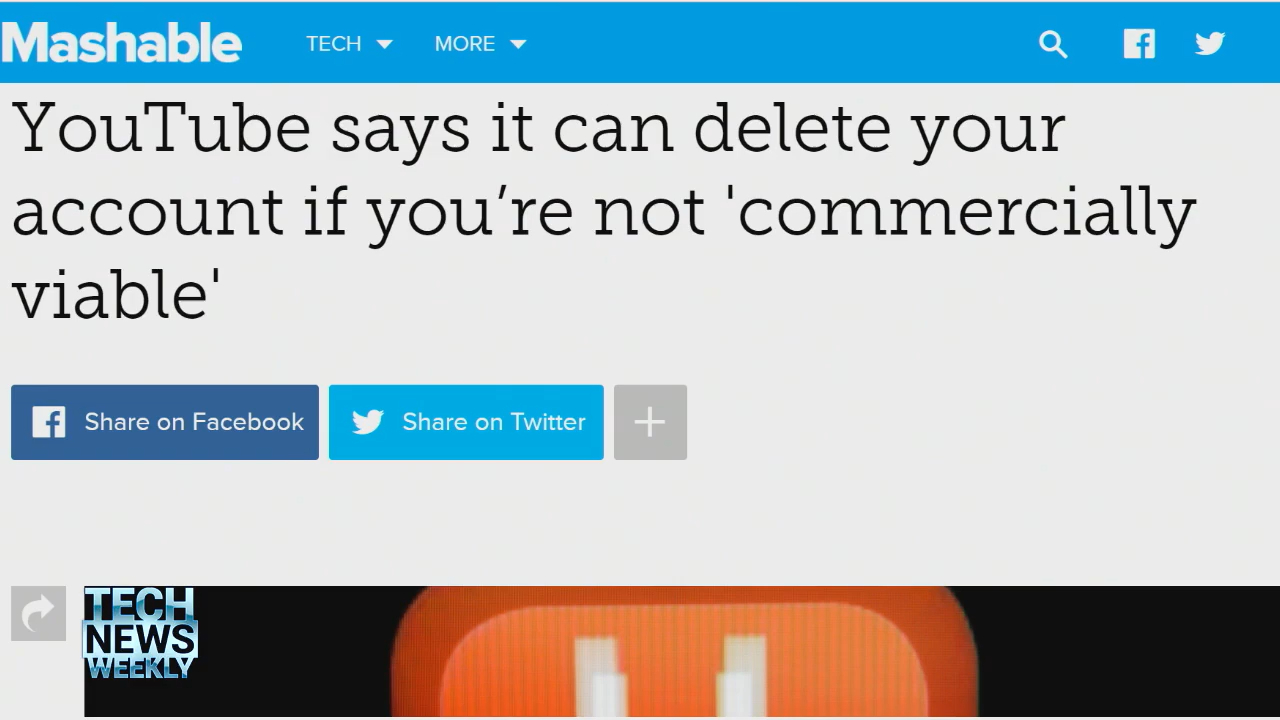 Mashable TECH MORE
YouTube says it can delete your
account if you’re not 'commercially
viable'
Share on Facebook Share on Twitter
TECH
NEWS
WEEKLY